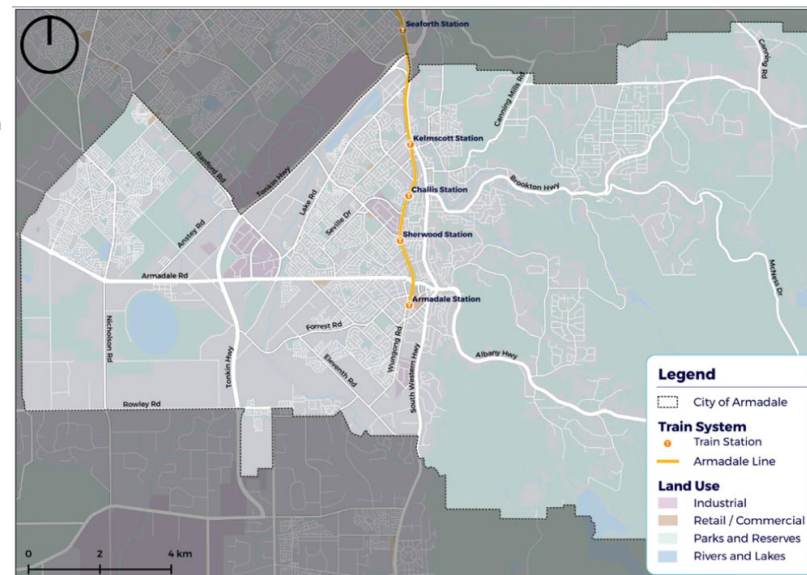 Seaforth Station
Canning Rd
Canning Mills Rd
Kelmscott Station
Ranford Rd
Tonkin Hwy
Challis Station
Brookton Hwy
Lake Rd
Seville Dr
Anstey Rd
Sherwood Station
McNess Dr
Armadale Rd
Armadale Station
Forrest Rd
Nicholson Rd
Wungong Rd
Albany Hwy
Tonkin Hwy
Eleventh Rd
South Western Hwy
Rowley Rd
Legend
City of Armadale
Train System
T Train Station
Armadale Line
Land Use
Industrial
Retail / Commercial
Parks and Reserves
Rivers and Lakes
0 2 4 km